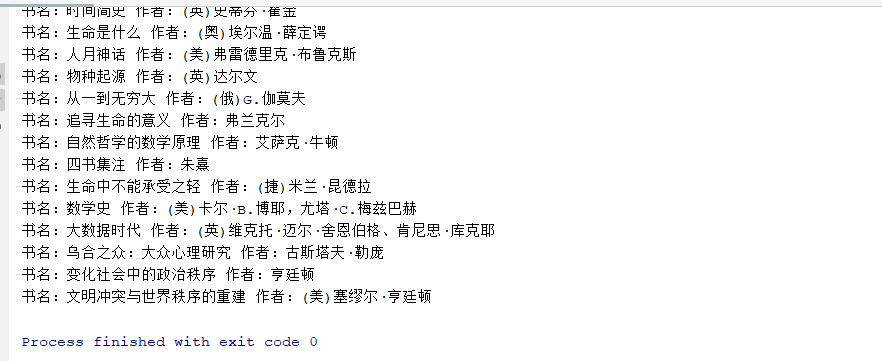 书名：时间简史 作者：(英)史蒂芬·霍金
书名：生命是什么 作者：(奥)埃尔温·薛定谔
书名：人月神话 作者：(美)弗雷德里克·布鲁克斯
书名：物种起源 作者：(英)达尔文
书名：从一到无穷大 作者：(俄)G.伽莫夫
书名：追寻生命的意义 作者：弗兰克尔
书名：自然哲学的数学原理 作者：艾萨克·牛顿
书名：四书集注 作者：朱熹
书名：生命中不能承受之轻 作者：(捷)米兰·昆德拉
书名：数学史 作者：(美)卡尔·B.博耶，尤塔·C.梅兹巴赫
书名：大数据时代 作者：(英)维克托·迈尔·舍恩伯格、肯尼思·库克耶
书名：乌合之众：大众心理研究 作者：古斯塔夫·勒庞
书名：变化社会中的政治秩序 作者：亨廷顿
书名：文明冲突与世界秩序的重建 作者：(美)塞缪尔·亨廷顿
Process finished with exit code 0